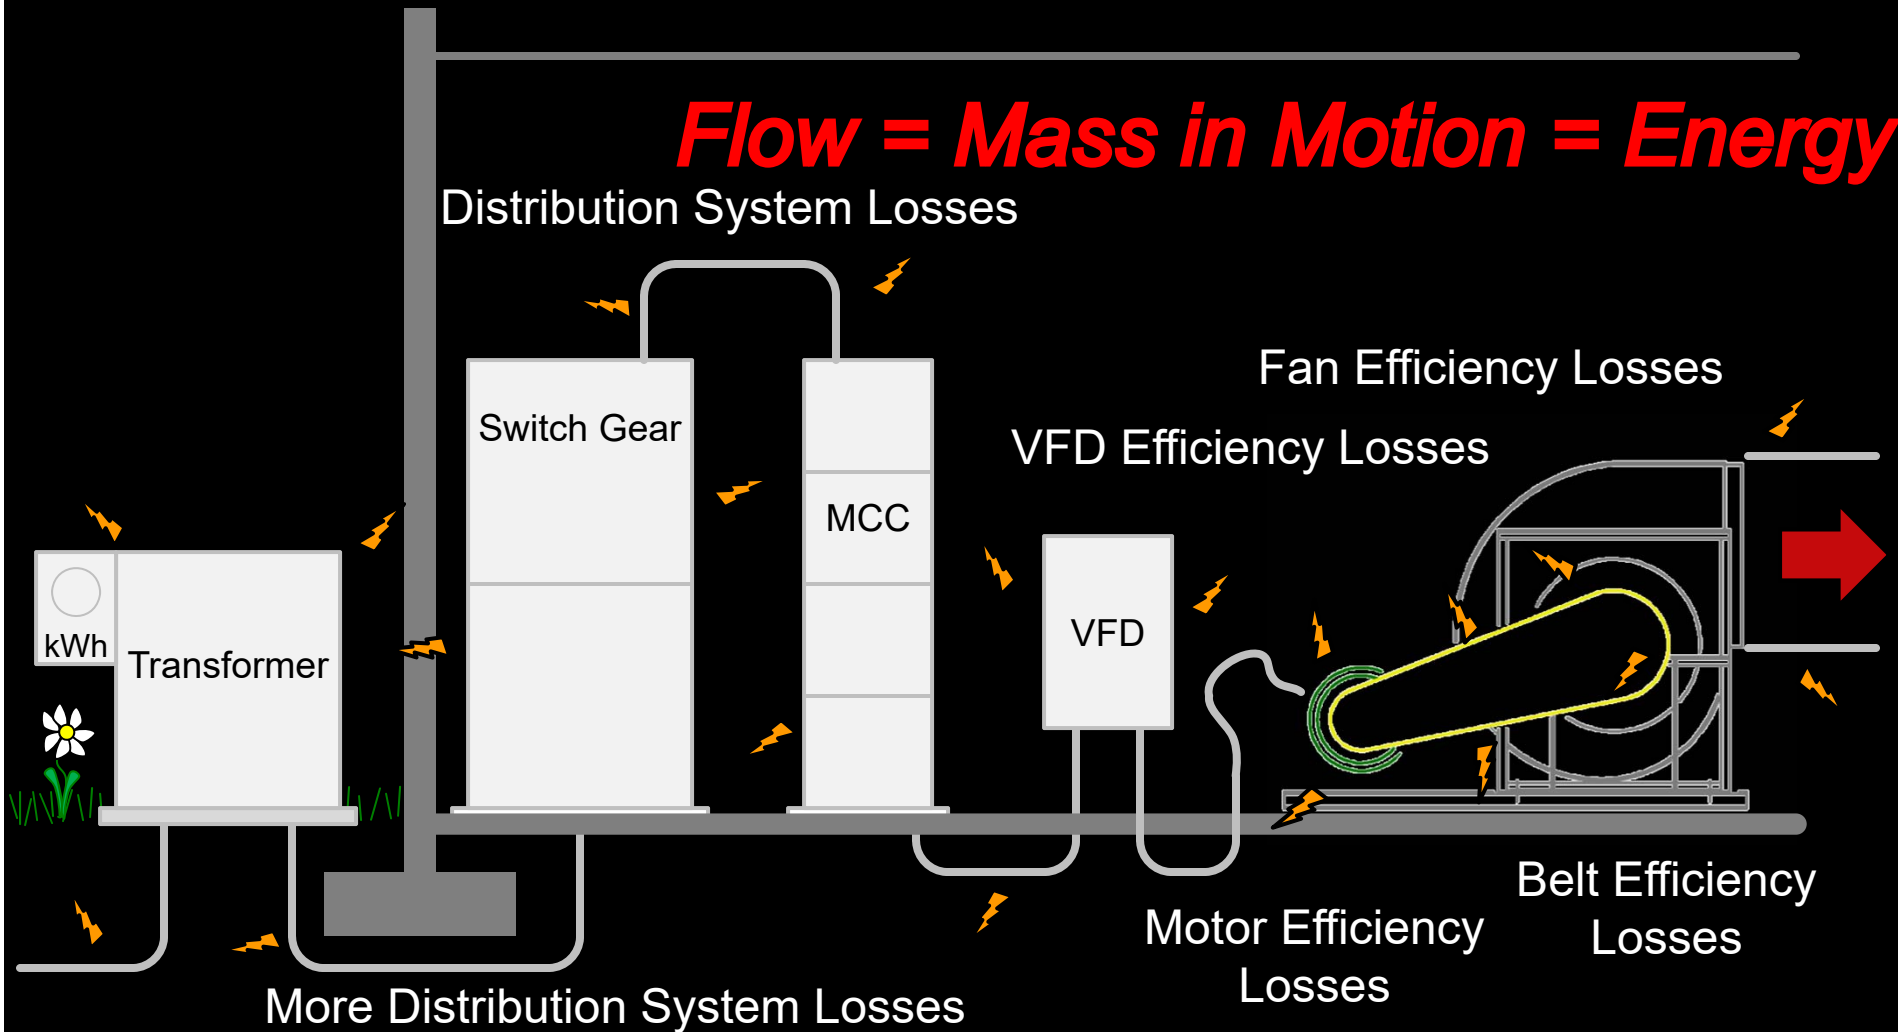 Flow = Mass in Motion = Energy
Distribution System Losses
Fan Efficiency Losses
Switch Gear
VFD Efficiency Losses
MCC
kWh
Transformer
VFD
Belt Efficiency
Losses
Motor Efficiency
Losses
More Distribution System Losses